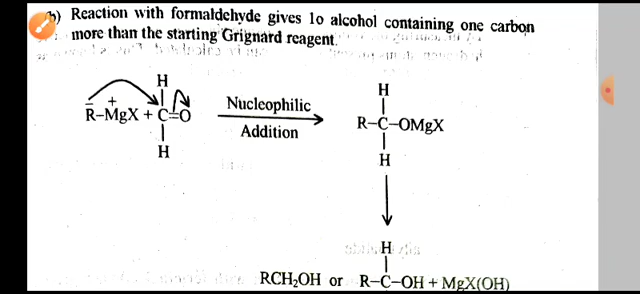 b) Reaction with formaldehyde gives 1o alcohol containing one carbon
more than the starting Grignard reagent.
H
H
R–MgX + C=O
Nucleophilic
Addition
R–C–OMgX
H
H
H
RCH₂OH or R–C–OH + MgX(OH)